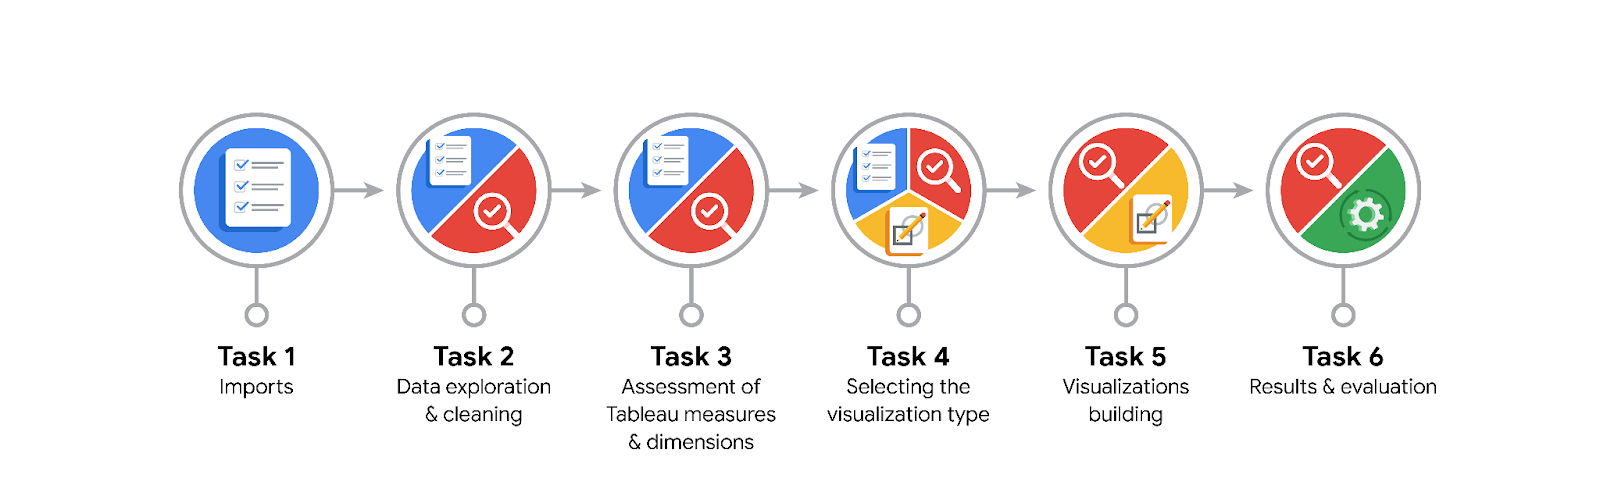 Task 1
Imports
Task 2
Data exploration
& cleaning
Task 3
Assessment of
Tableau measures
& dimensions
Task 4
Selecting the
visualization type
Task 5
Visualizations
building
Task 6
Results & evaluation